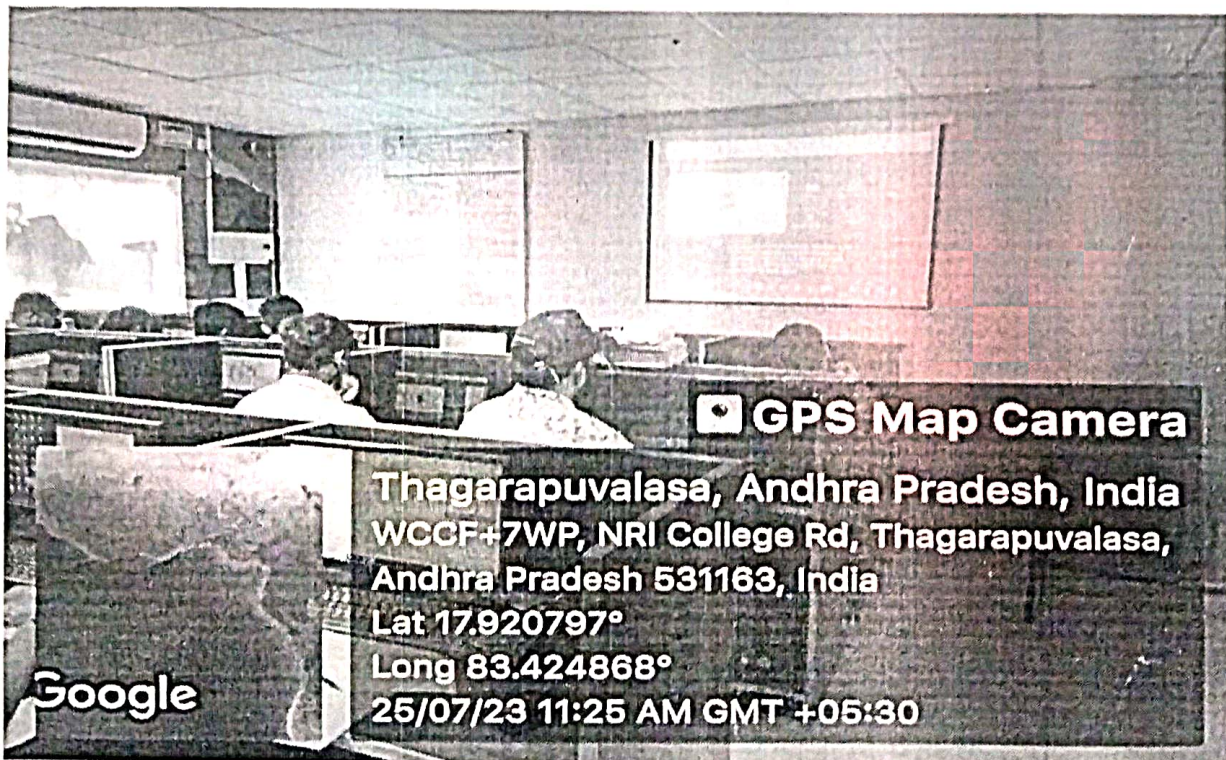 GPS Map Camera
Thagarapuvalasa, Andhra Pradesh, India
WCCF+7WP, NRI College Rd, Thagarapuvalasa,
Andhra Pradesh 531163, India
Lat 17.920797°
Long 83.424868°
25/07/23 11:25 AM GMT +05:30
Google